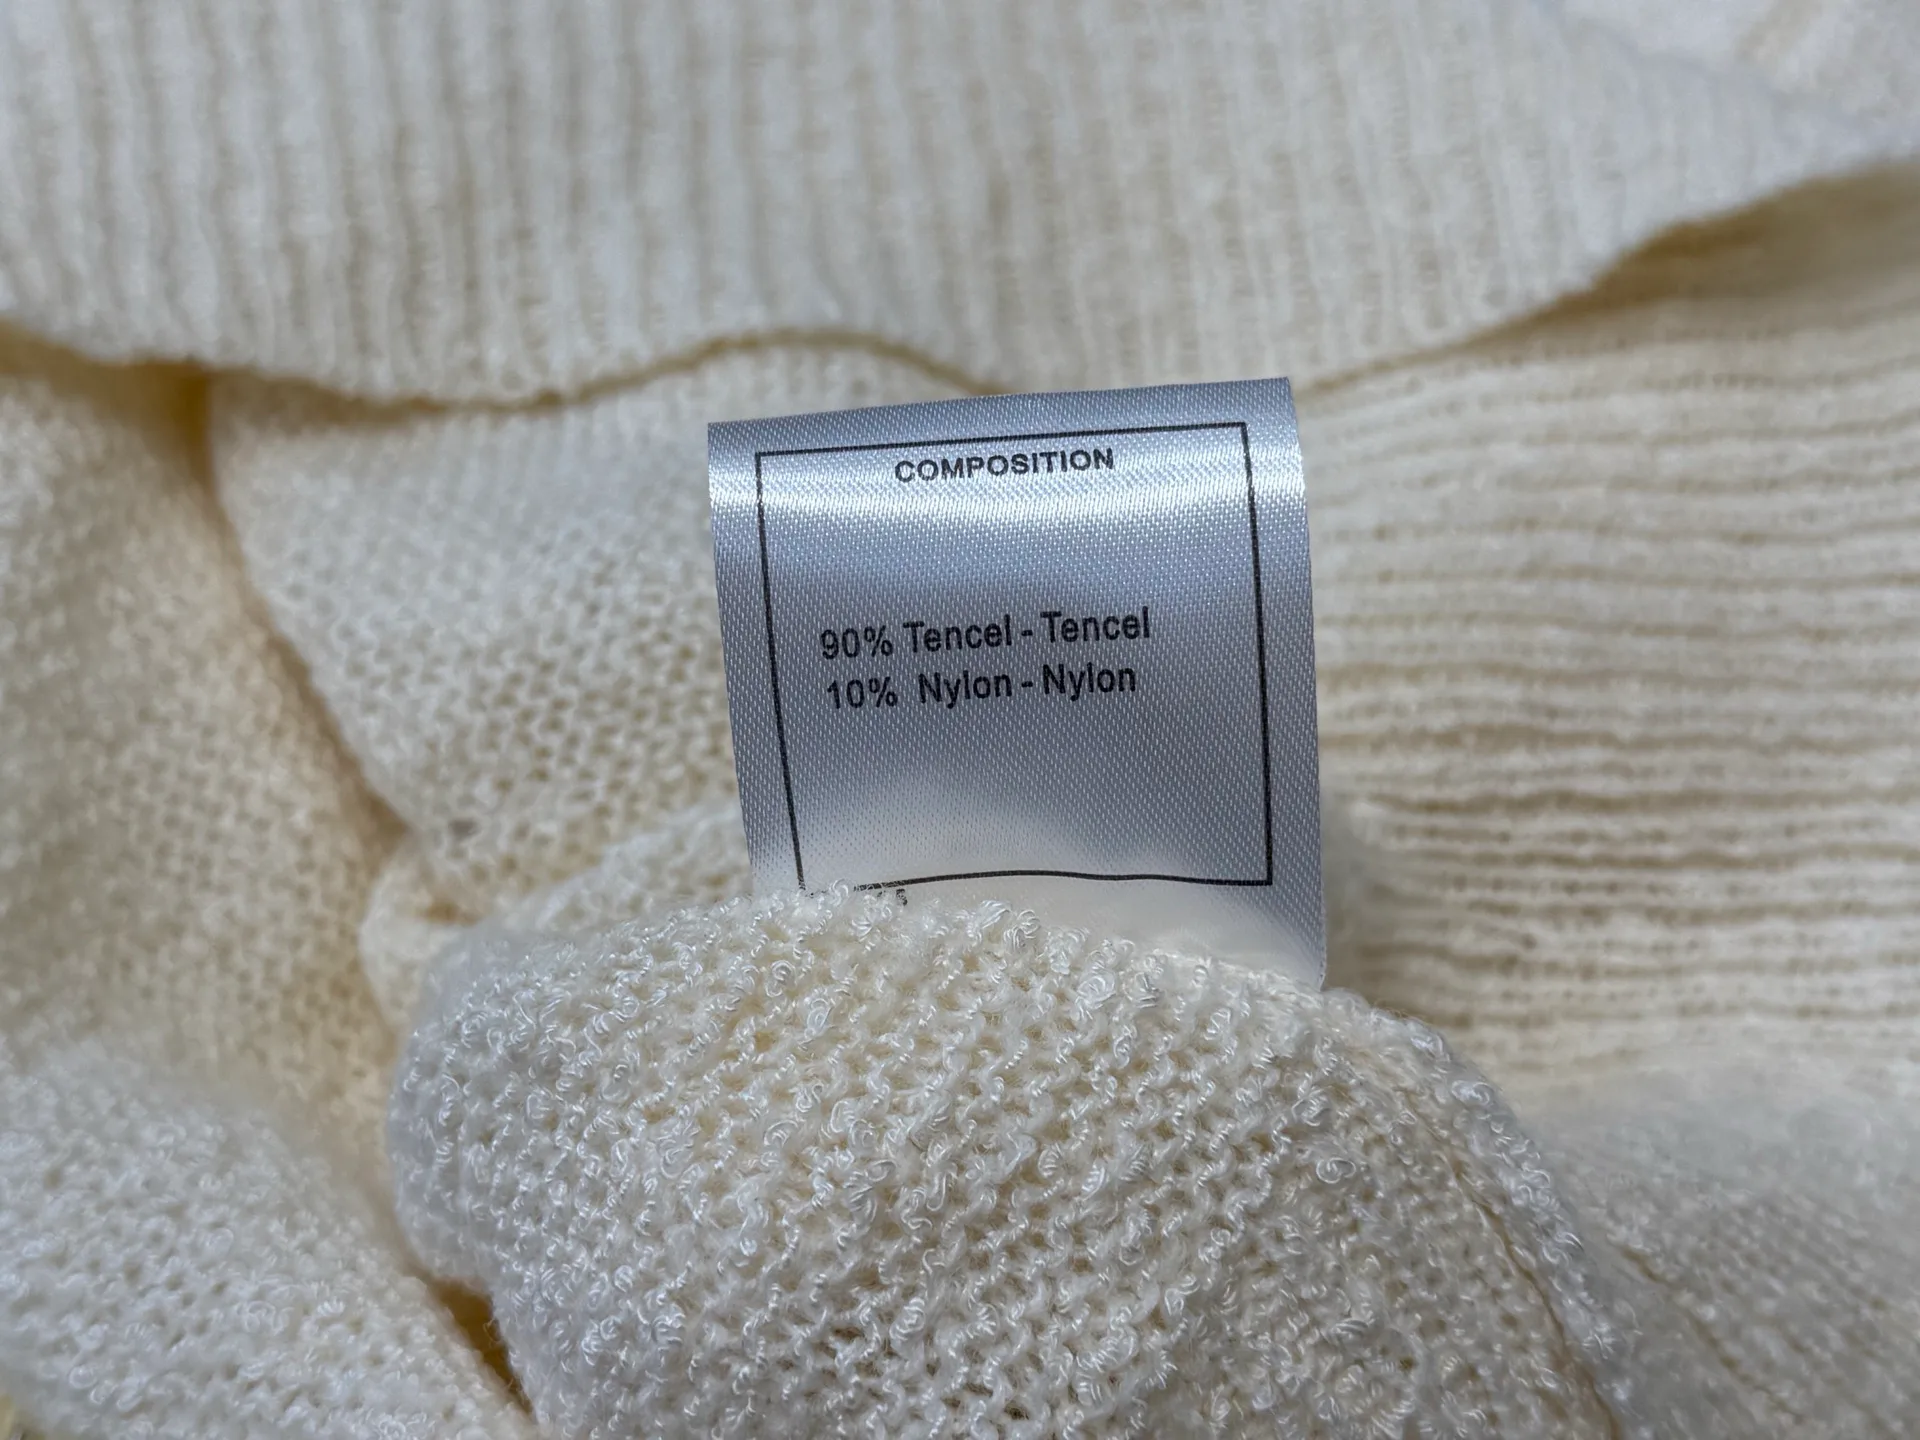 COMPOSITION
90% Tencel - Tencel
10% Nylon - Nylon